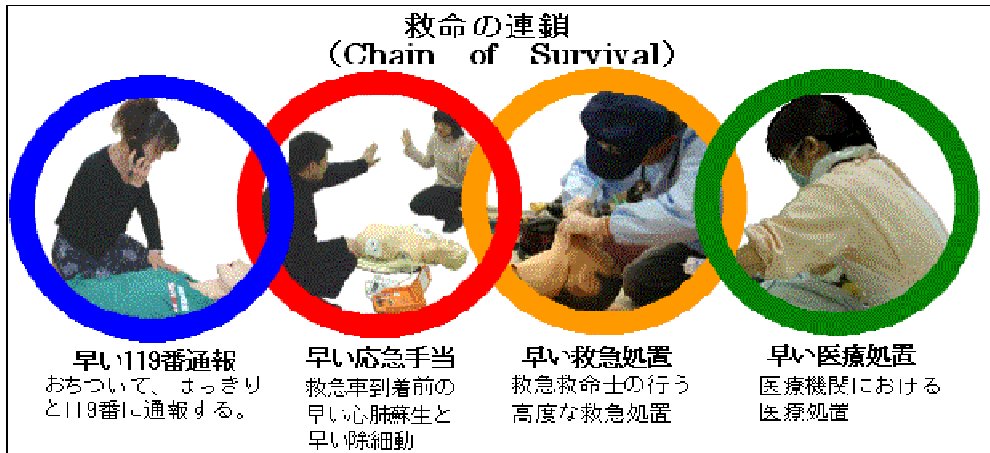 救命の連鎖
（Chain of Survival）
早い119番通報
おちついて、はっきり
と119番に通報する。
早い応急手当
救急車到着前の
早い心肺蘇生と
早い除細動
早い救急処置
救急救命士の行う
高度な救急処置
早い医療処置
医療機関における
医療処置